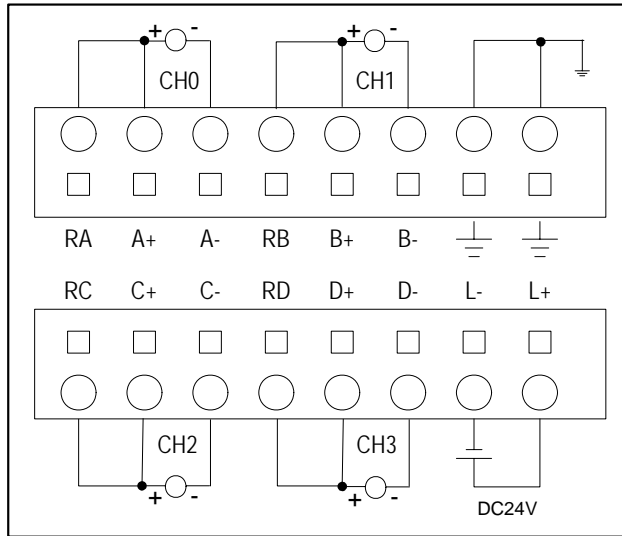 + - + -
CH0 CH1
RA A+ A- RB B+ B-
RC C+ C- RD D+ D- L- L+
CH2 CH3
+ - + -
DC24V